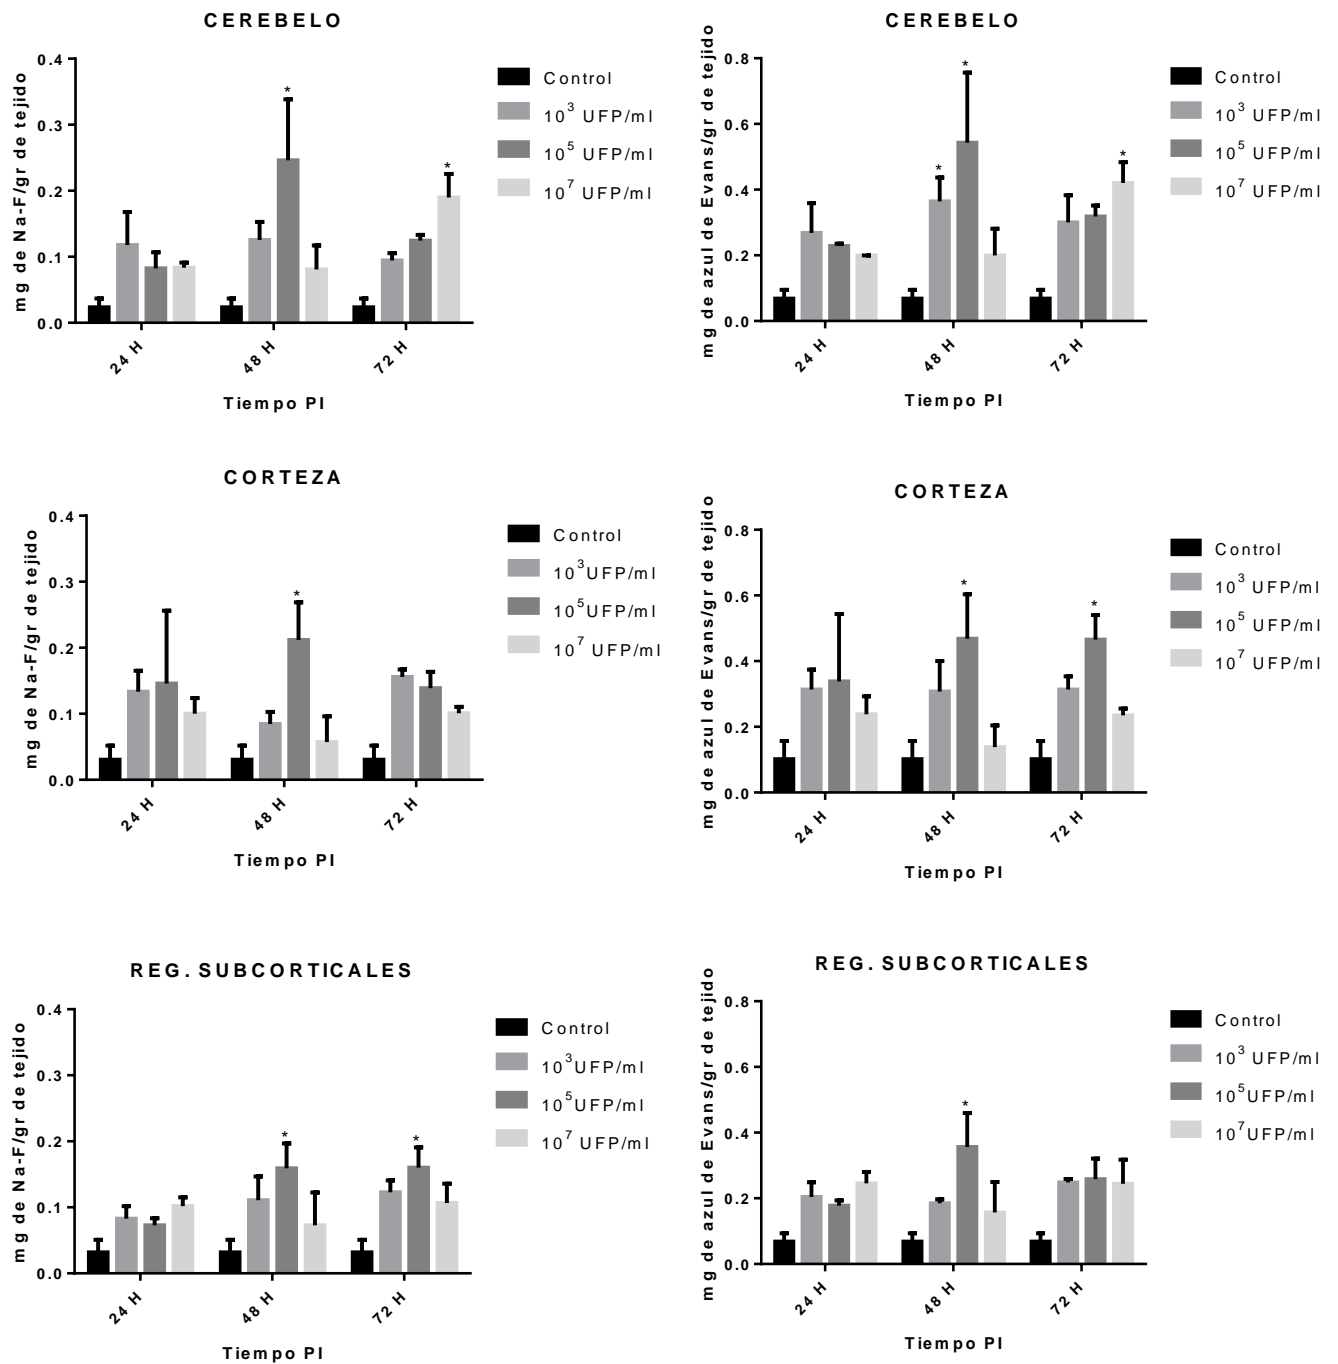 CEREBELO
mg de Na-F/gr de tejido
0.4
0.3
0.2
0.1
0.0
24 H
48 H
72 H
Tiempo PI
*
*
Control
10³ UFP/ml
10⁵ UFP/ml
10⁷ UFP/ml
CEREBELO
mg de azul de Evans/gr de tejido
0.8
0.6
0.4
0.2
0.0
24 H
48 H
72 H
Tiempo PI
*
*
*
Control
10³ UFP/ml
10⁵ UFP/ml
10⁷ UFP/ml
CORTEZA
mg de Na-F/gr de tejido
0.4
0.3
0.2
0.1
0.0
24 H
48 H
72 H
Tiempo PI
*
Control
10³UFP/ml
10⁵UFP/ml
10⁷ UFP/ml
CORTEZA
mg de azul de Evans/gr de tejido
0.8
0.6
0.4
0.2
0.0
24 H
48 H
72 H
Tiempo PI
*
*
Control
10³ UFP/ml
10⁵ UFP/ml
10⁷ UFP/ml
REG. SUBCORTICALES
mg de Na-F/gr de tejido
0.4
0.3
0.2
0.1
0.0
24 H
48 H
72 H
Tiempo PI
*
*
Control
10³UFP/ml
10⁵UFP/ml
10⁷ UFP/ml
REG. SUBCORTICALES
mg de azul de Evans/gr de tejido
0.8
0.6
0.4
0.2
0.0
24 H
48 H
72 H
Tiempo PI
*
Control
10³ UFP/ml
10⁵UFP/ml
10⁷UFP/ml